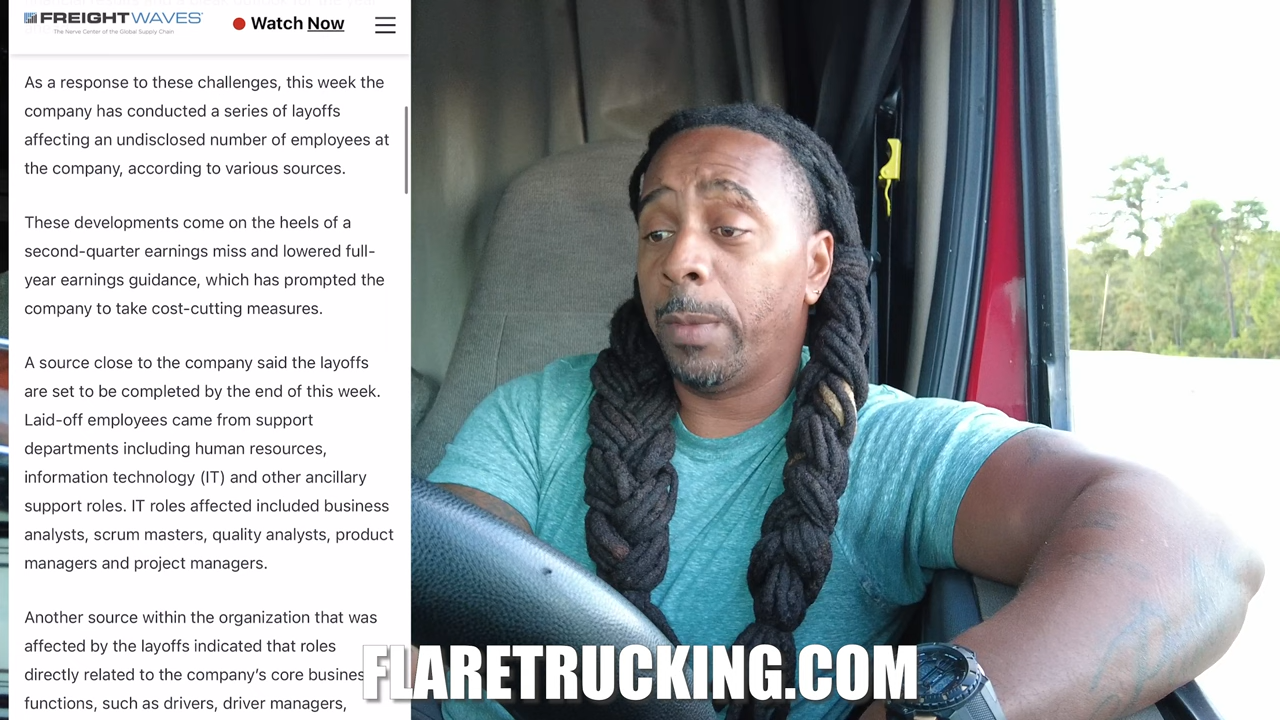 FREIGHTWAVES
The Nerve Center of the Global Supply Chain
Watch Now
As a response to these challenges, this week the
company has conducted a series of layoffs
affecting an undisclosed number of employees at
the company, according to various sources.
These developments come on the heels of a
second-quarter earnings miss and lowered full-
year earnings guidance, which has prompted the
company to take cost-cutting measures.
A source close to the company said the layoffs
are set to be completed by the end of this week.
Laid-off employees came from support
departments including human resources,
information technology (IT) and other ancillary
support roles. IT roles affected included business
analysts, scrum masters, quality analysts, product
managers and project managers.
Another source within the organization that was
affected by the layoffs indicated that roles
directly related to the company's core business
functions, such as drivers, driver managers,
FLARETRUCKING.COM